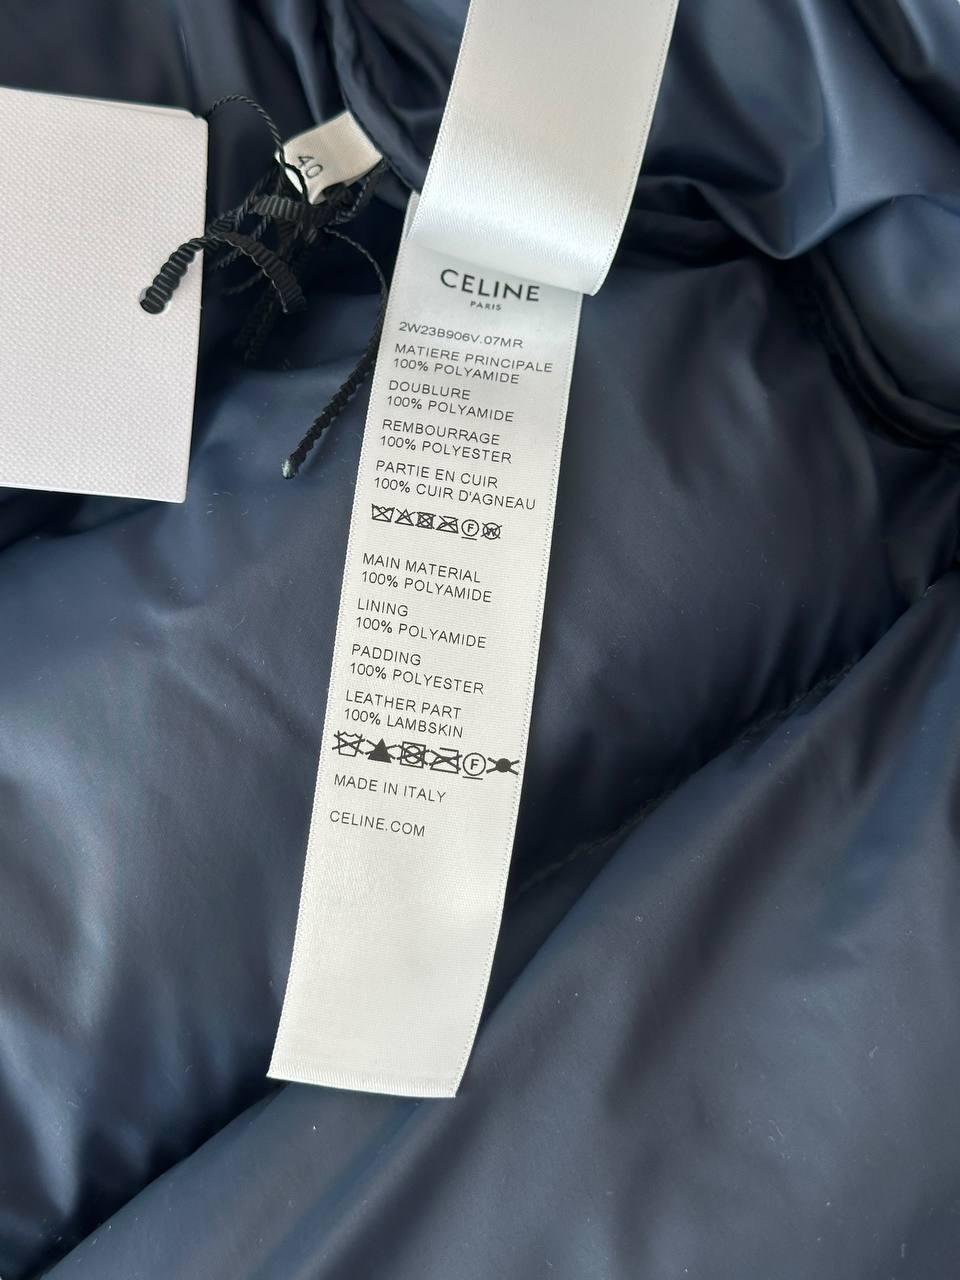 40
CELINE
PARIS
2W23B906V.07MR
MATIERE PRINCIPALE
100% POLYAMIDE
DOUBLURE
100% POLYAMIDE
REMBOURRAGE
100% POLYESTER
PARTIE EN CUIR
100% CUIR D'AGNEAU
F W
MAIN MATERIAL
100% POLYAMIDE
LINING
100% POLYAMIDE
PADDING
100% POLYESTER
LEATHER PART
100% LAMBSKIN
F
MADE IN ITALY
CELINE.COM